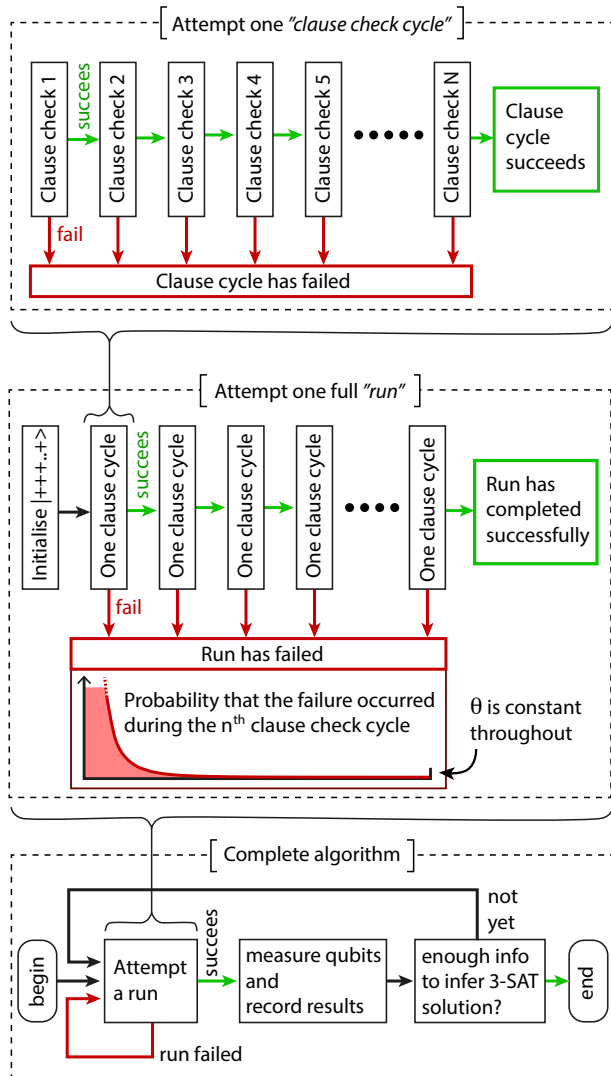 Attempt one "clause check cycle"
Clause check 1
succees
Clause check 2
Clause check 3
Clause check 4
Clause check 5
Clause check N
Clause
cycle
succeeds
fail
Clause cycle has failed
Attempt one full "run"
Initialise |+++..+>
One clause cycle
succees
One clause cycle
One clause cycle
One clause cycle
One clause cycle
Run has
completed
successfully
fail
Run has failed
Probability that the failure occurred
during the nth clause check cycle
θ is constant
throughout
Complete algorithm
not
yet
begin
Attempt
a run
succees
measure qubits
and
record results
enough info
to infer 3-SAT
solution?
end
run failed